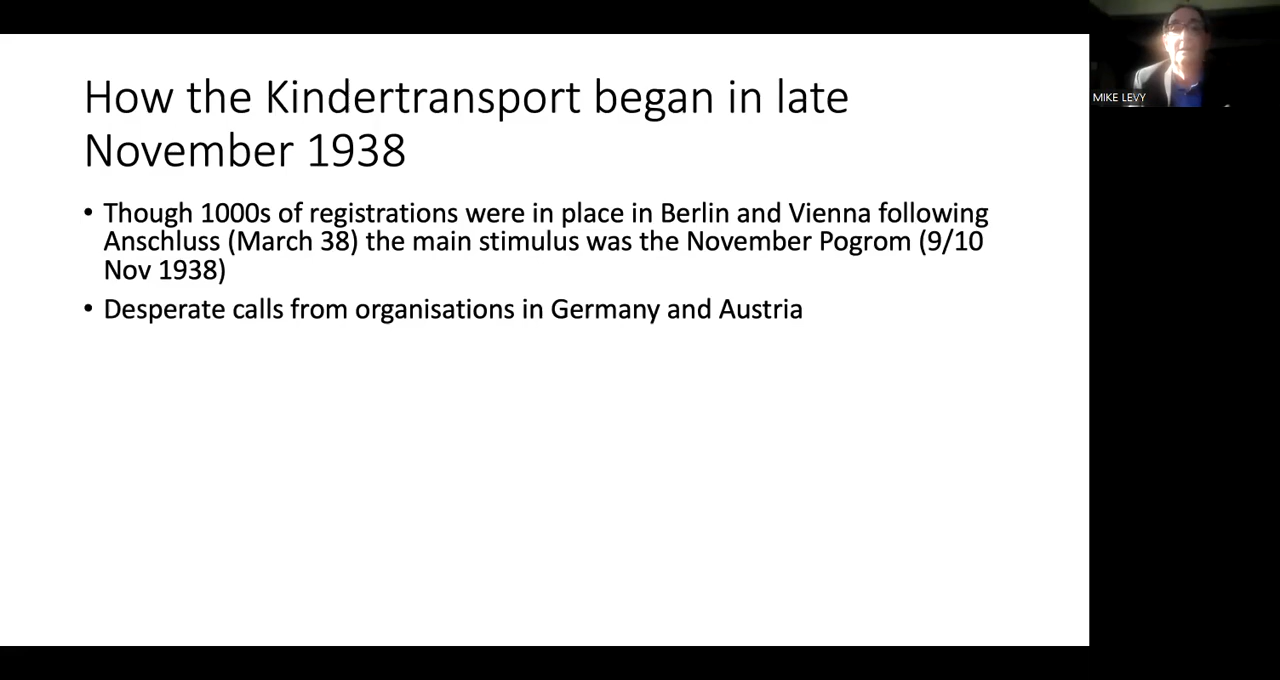 How the Kindertransport began in late
November 1938
• Though 1000s of registrations were in place in Berlin and Vienna following
Anschluss (March 38) the main stimulus was the November Pogrom (9/10
Nov 1938)
• Desperate calls from organisations in Germany and Austria
MIKE LEVY